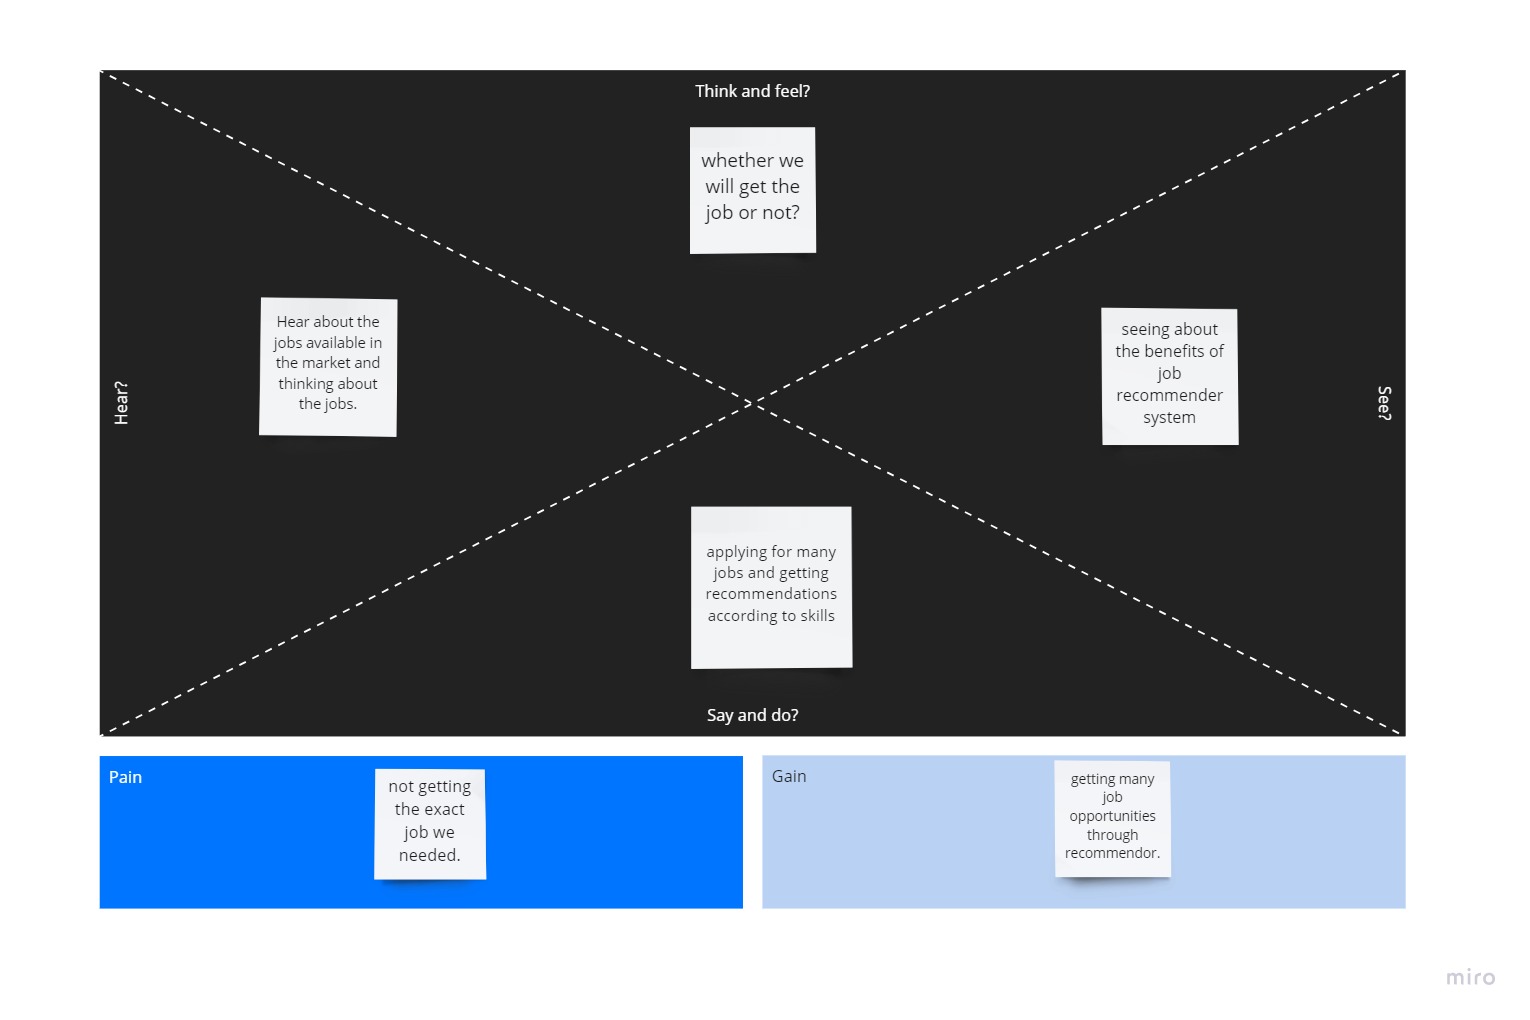 Think and feel?
whether we
will get the
job or not?
Hear?
Hear about the
jobs available in
the market and
thinking about
the jobs.
seeing about
the benefits of
job
recommender
system
See?
applying for many
jobs and getting
recommendations
according to skills
Say and do?
Pain
not getting
the exact
job we
needed.
Gain
getting many
job
opportunities
through
recommendor.
miro